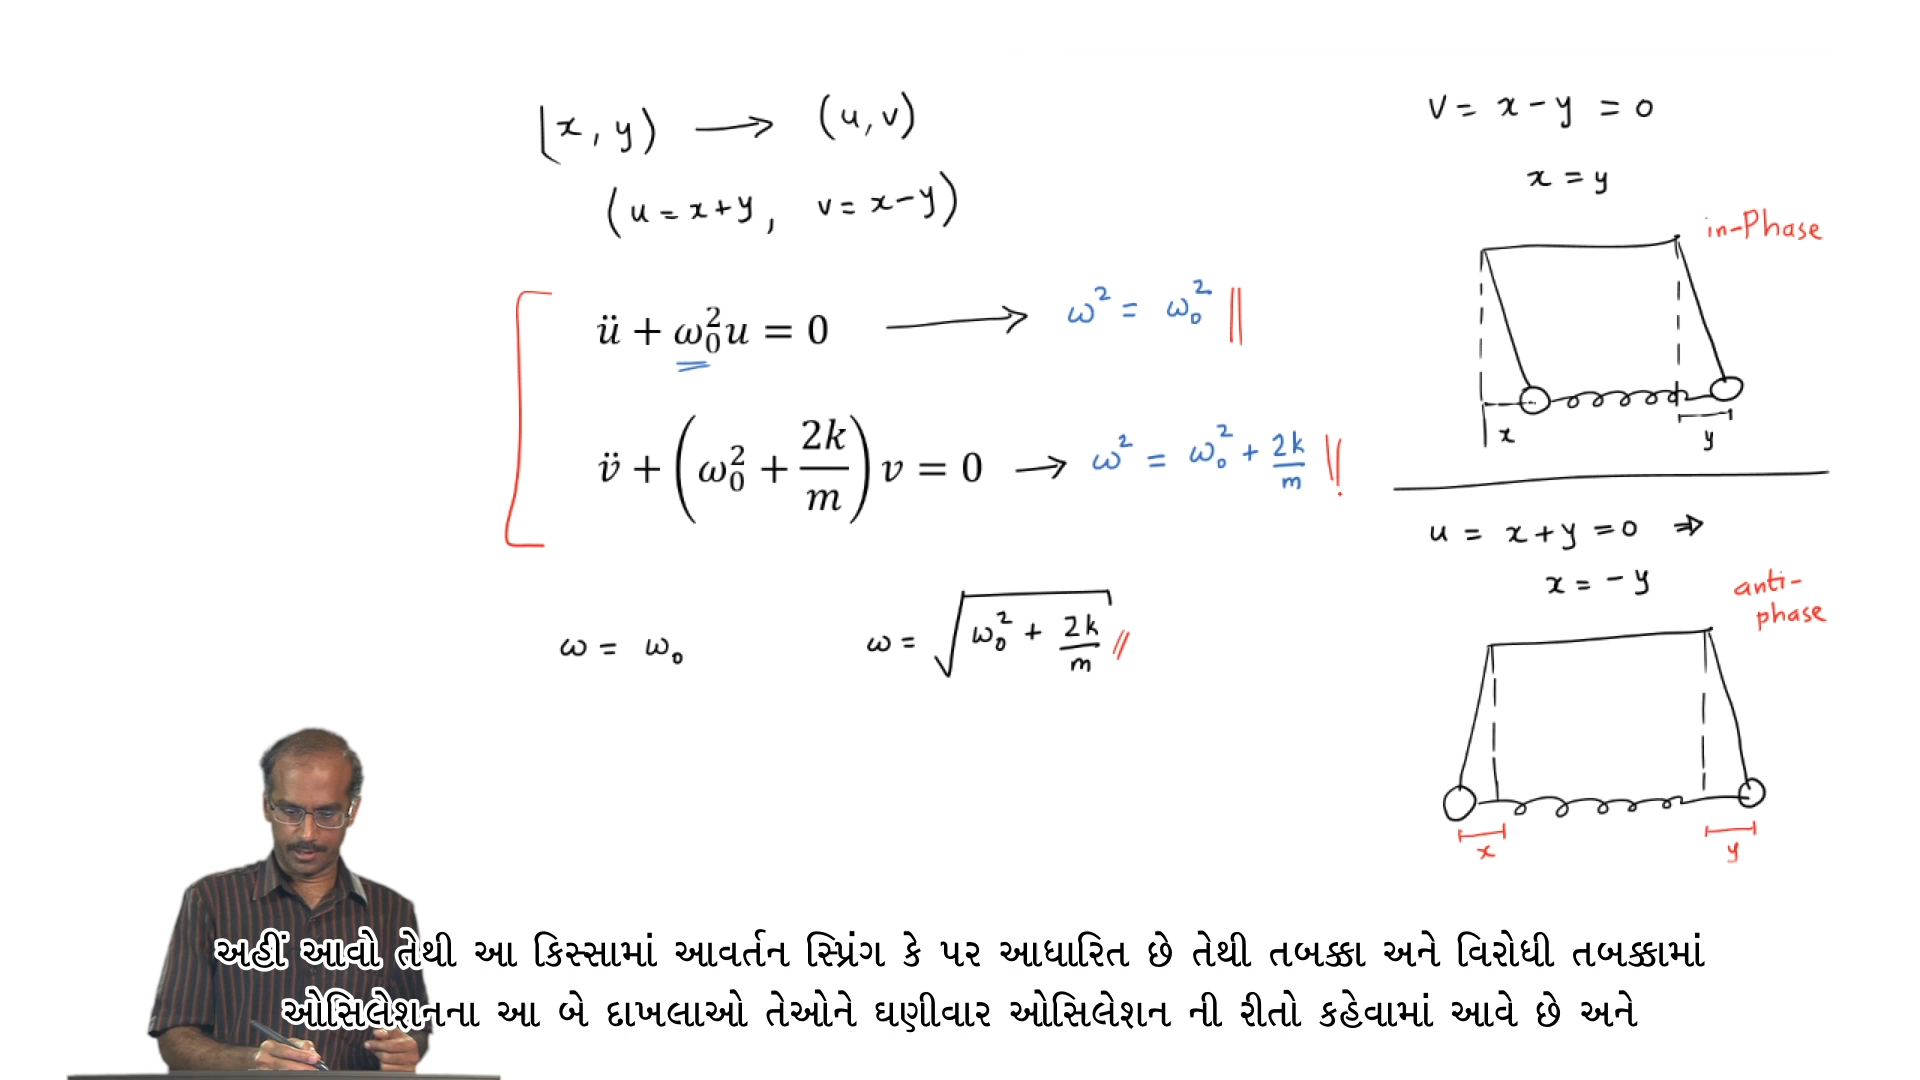 (x, y) ⟶ (u, v)
(u = x+y, v = x-y)
ü + ω₀²u = 0 ⟶ ω² = ω₀²
v̈ + (ω₀² + 2k/m) v = 0 → ω² = ω₀² + 2k/m
ω = ω₀ ω = √(ω₀² + 2k/m)
v = x - y = 0
x = y
in-Phase
x y
u = x + y = 0 ⇒
x = - y
anti-
phase
x y
અહીં આવો તેથી આ કિસ્સામાં આવર્તન સ્પ્રિંગ કે પર આધારિત છે તેથી તબક્કા અને વિરોધી તબક્કામાં
ઓસિલેશનના આ બે દાખલાઓ તેઓને ઘણીવાર ઓસિલેશન ની રીતો કહેવામાં આવે છે અને